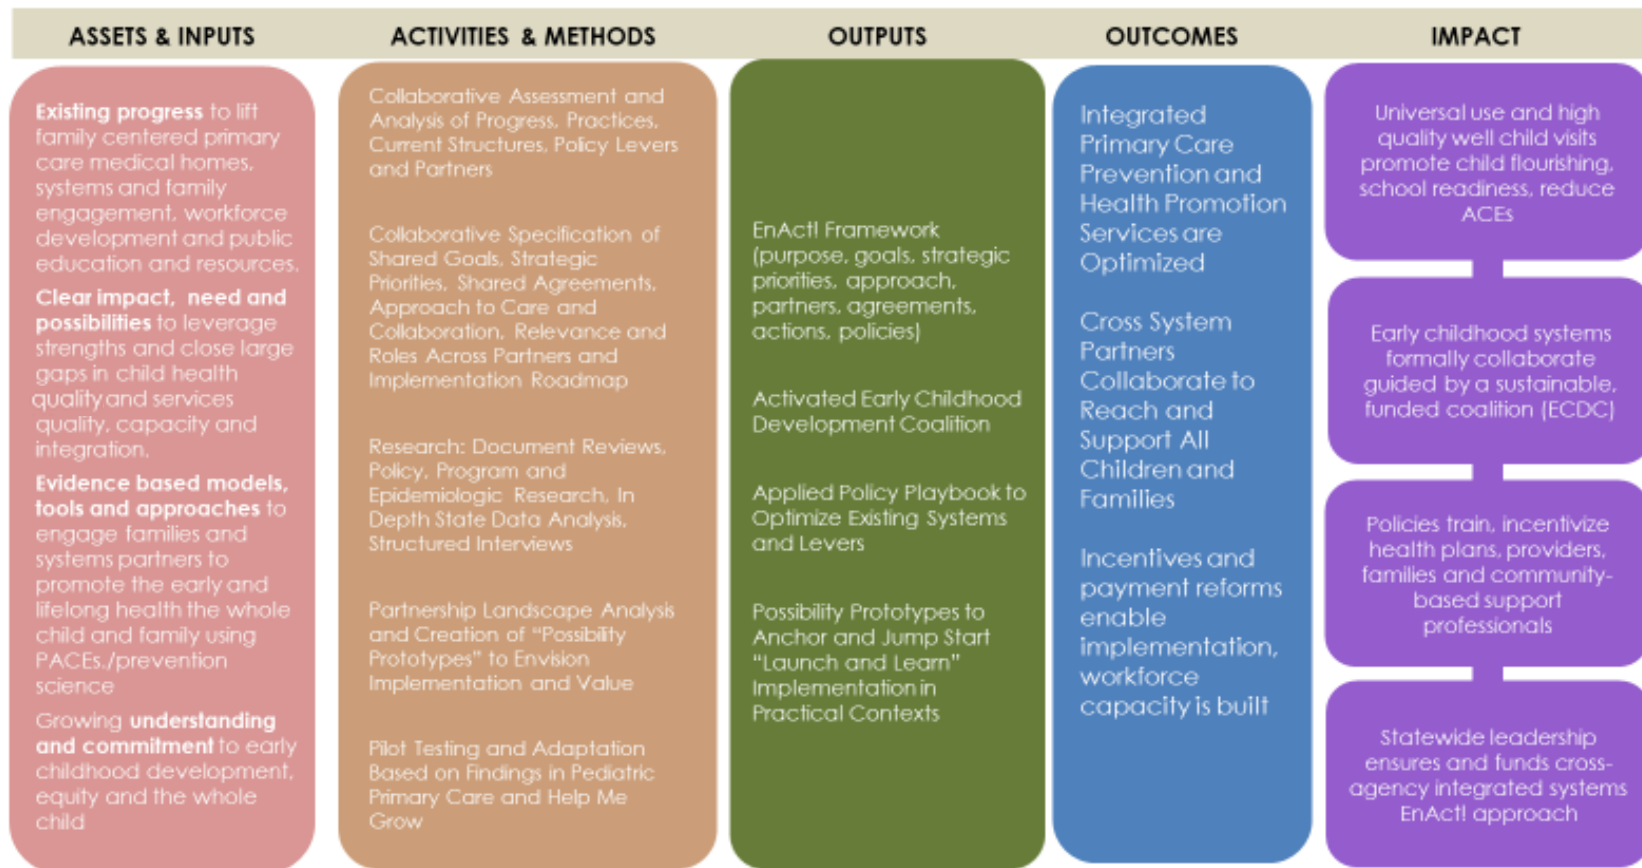 ASSETS & INPUTS
ACTIVITIES & METHODS
OUTPUTS
OUTCOMES
IMPACT
Existing progress to lift
family centered primary
care medical homes,
systems and family
engagement, workforce
development and public
education and resources.
Clear impact, need and
possibilities to leverage
strengths and close large
gaps in child health
quality and services
quality, capacity and
integration.
Evidence based models,
tools and approaches to
engage families and
systems partners to
promote the early and
lifelong health the whole
child and family using
PACEs./prevention
science
Growing understanding
and commitment to early
childhood development,
equity and the whole
child
Collaborative Assessment and
Analysis of Progress, Practices,
Current Structures, Policy Levers
and Partners
Collaborative Specification of
Shared Goals, Strategic
Priorities, Shared Agreements,
Approach to Care and
Collaboration, Relevance and
Roles Across Partners and
Implementation Roadmap
Research: Document Reviews,
Policy, Program and
Epidemiologic Research, In
Depth State Data Analysis,
Structured Interviews
Partnership Landscape Analysis
and Creation of “Possibility
Prototypes” to Envision
Implementation and Value
Pilot Testing and Adaptation
Based on Findings in Pediatric
Primary Care and Help Me
Grow
EnAct! Framework
(purpose, goals, strategic
priorities, approach,
partners, agreements,
actions, policies)
Activated Early Childhood
Development Coalition
Applied Policy Playbook to
Optimize Existing Systems
and Levers
Possibility Prototypes to
Anchor and Jump Start
“Launch and Learn”
Implementation in
Practical Contexts
Integrated
Primary Care
Prevention and
Health Promotion
Services are
Optimized
Cross System
Partners
Collaborate to
Reach and
Support All
Children and
Families
Incentives and
payment reforms
enable
implementation,
workforce
capacity is built
Universal use and high
quality well child visits
promote child flourishing,
school readiness, reduce
ACEs
Early childhood systems
formally collaborate
guided by a sustainable,
funded coalition (ECDC)
Policies train, incentivize
health plans, providers,
families and community-
based support
professionals
Statewide leadership
ensures and funds cross-
agency integrated systems
EnAct! approach